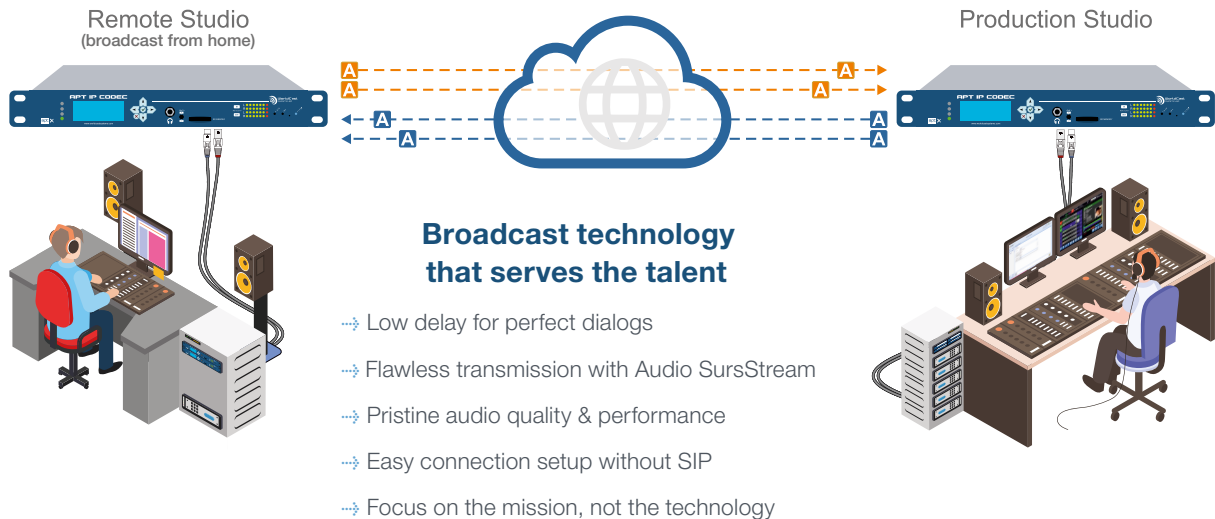 Remote Studio
(broadcast from home)
Production Studio
APT IP CODEC
APT IP CODEC
A
A
A
A
A
A
A
A
Broadcast technology
that serves the talent
Low delay for perfect dialogs
Flawless transmission with Audio SursStream
Pristine audio quality & performance
Easy connection setup without SIP
Focus on the mission, not the technology